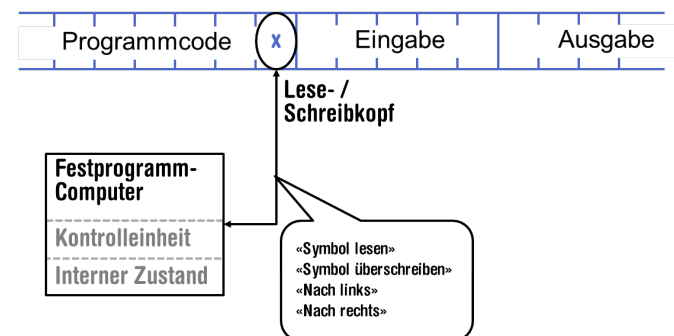 Programmcode X Eingabe Ausgabe
Lese- /
Schreibkopf
Festprogramm-
Computer
Kontrolleinheit
Interner Zustand
«Symbol lesen»
«Symbol überschreiben»
«Nach links»
«Nach rechts»